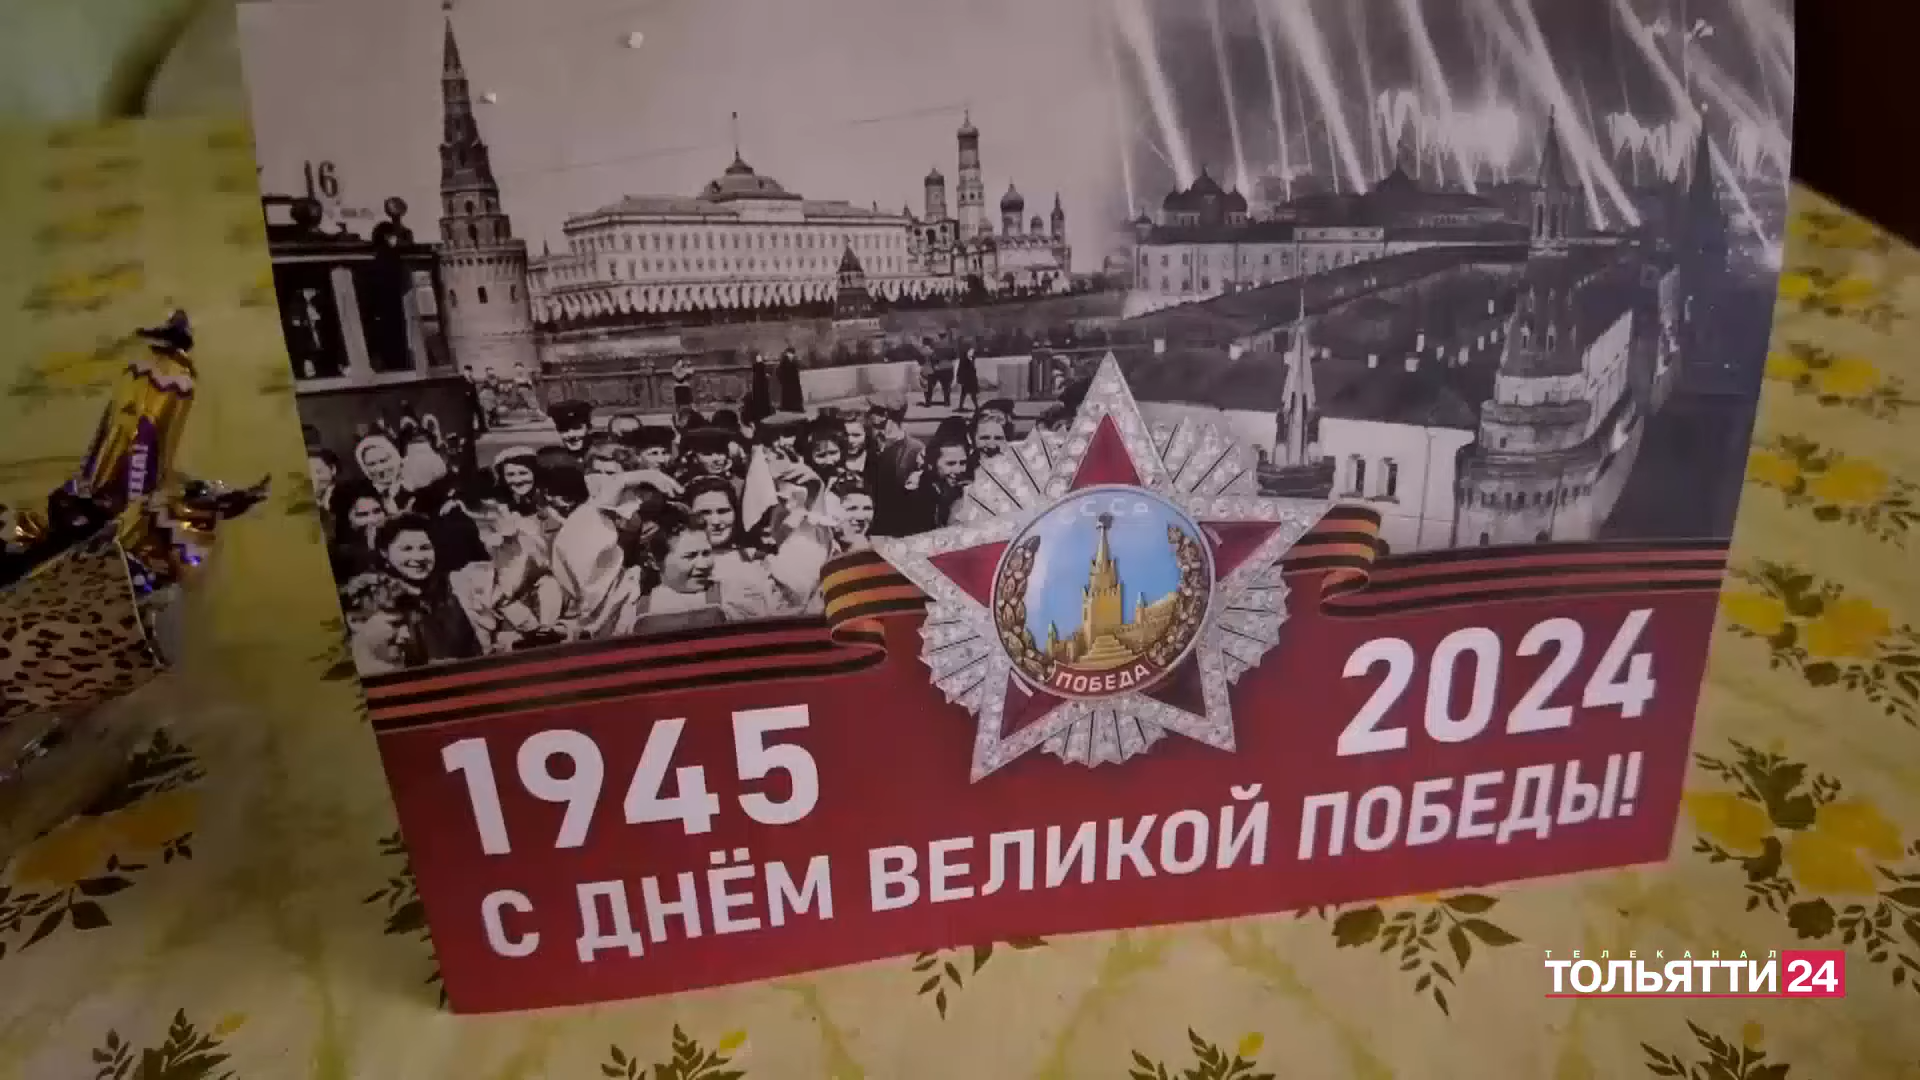 16
СССР
ПОБЕДА
1945
2024
С ДНЁМ ВЕЛИКОЙ ПОБЕДЫ!
ТЕЛЕКАНАЛ
ТОЛЬЯТТИ 24